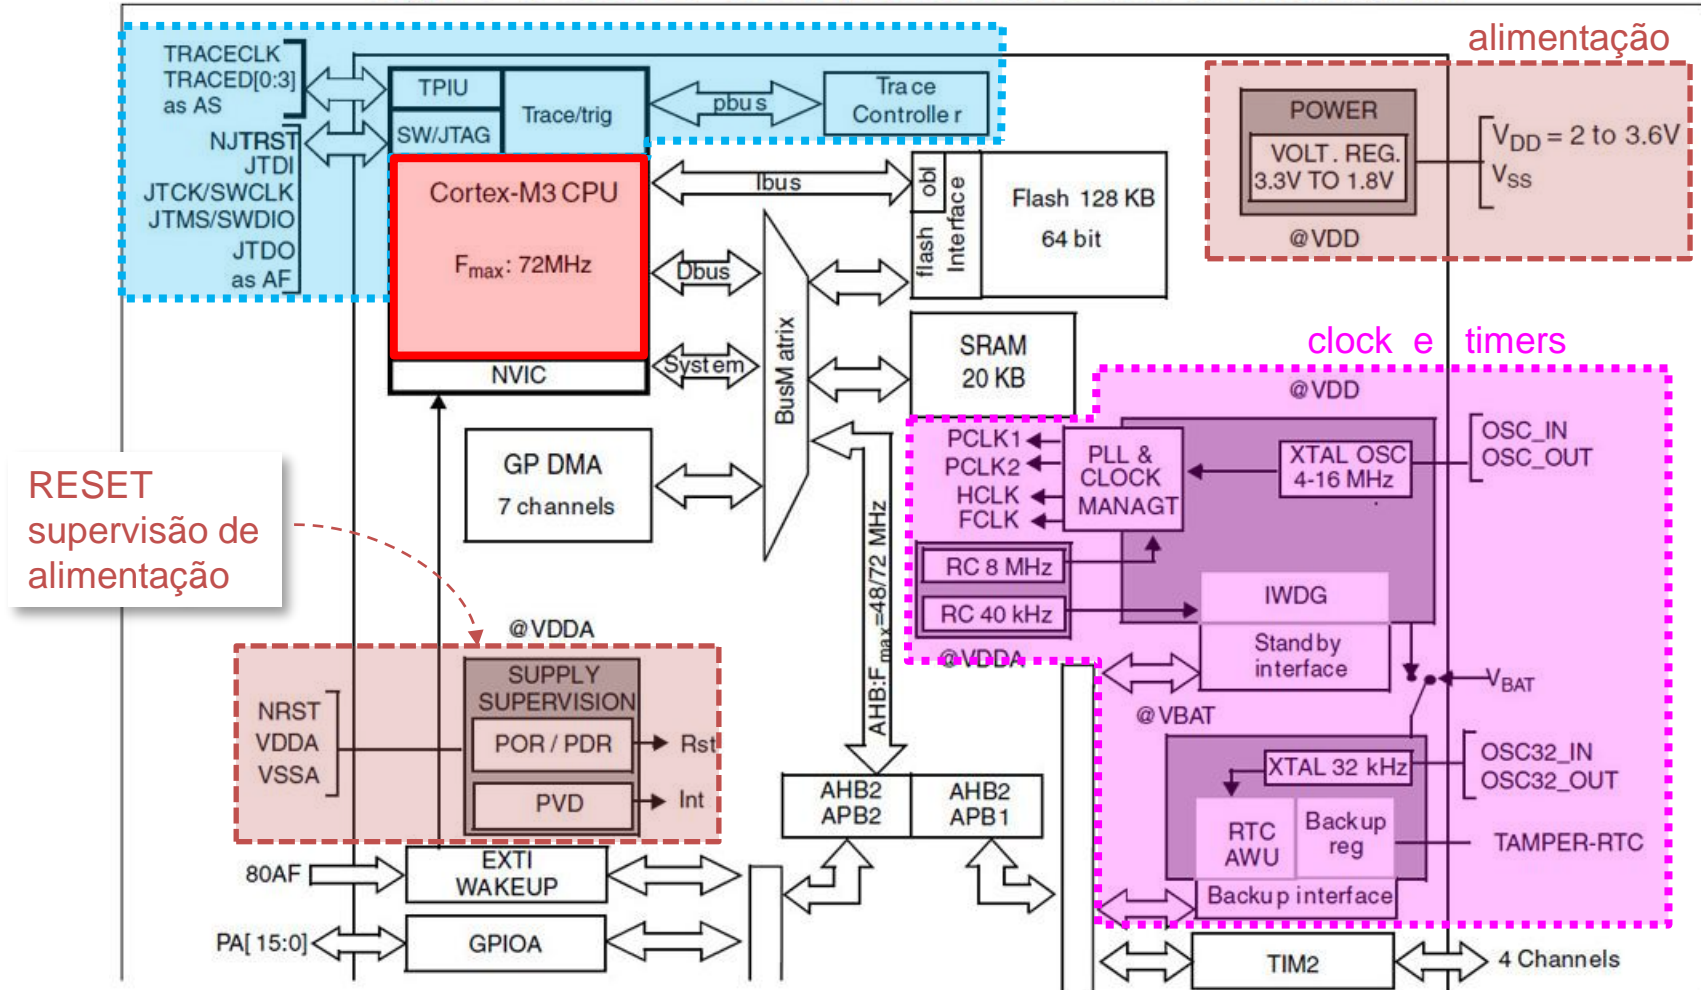 TRACECLK
TRACED[0:3]
as AS
NJTRST
JTDI
JTCK/SWCLK
JTMS/SWDIO
JTDO
as AF
TPIU
SW/JTAG
Trace/trig
pbus
Trace
Controller
Cortex-M3 CPU
Fmax: 72MHz
NVIC
Ibus
Dbus
System
BusMatrix
flash obl
Interface
Flash 128 KB
64 bit
SRAM
20 KB
GP DMA
7 channels
alimentação
POWER
VOLT. REG.
3.3V TO 1.8V
@VDD
VDD = 2 to 3.6V
VSS
clock e timers
@VDD
PCLK1
PCLK2
HCLK
FCLK
PLL &
CLOCK
MANAGT
XTAL OSC
4-16 MHz
OSC_IN
OSC_OUT
RC 8 MHz
RC 40 kHz
@VDDA
IWDG
Standby
interface
@VBAT
VBAT
XTAL 32 kHz
OSC32_IN
OSC32_OUT
RTC
AWU
Backup
reg
TAMPER-RTC
Backup interface
RESET
supervisão de
alimentação
@VDDA
SUPPLY
SUPERVISION
NRST
VDDA
VSSA
POR / PDR
Rst
PVD
Int
AHB:Fmax=48/72 MHz
AHB2
APB2
AHB2
APB1
80AF
EXTI
WAKEUP
PA[15:0]
GPIOA
TIM2
4 Channels